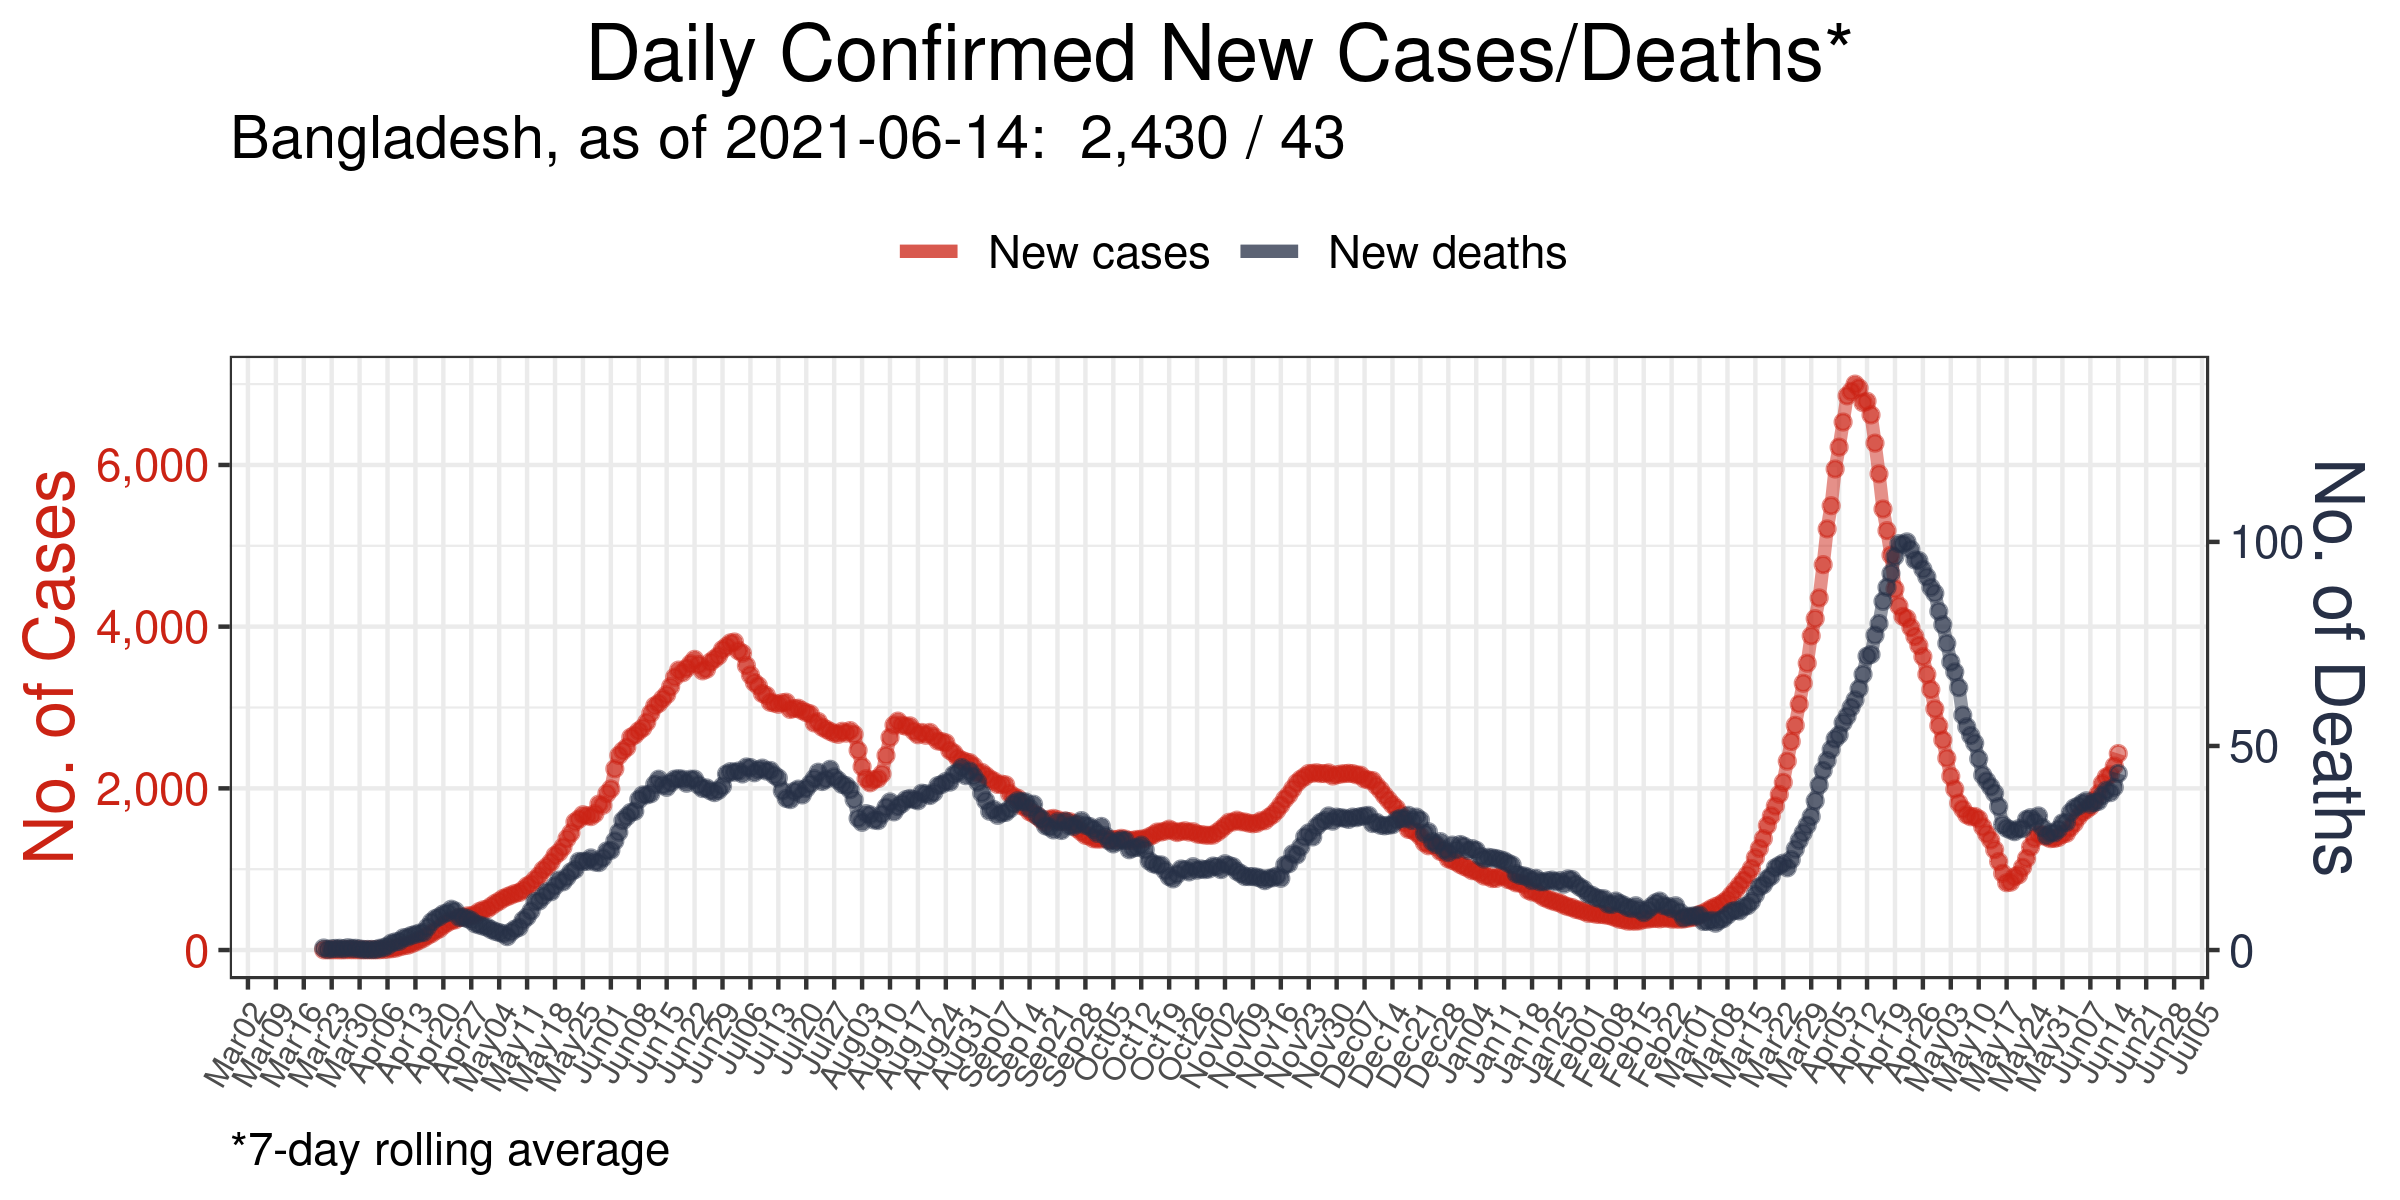 Daily Confirmed New Cases/Deaths*
Bangladesh, as of 2021-06-14:  2,430 / 43
New cases
New deaths
No. of Cases
6,000
4,000
2,000
0
No. of Deaths
100
50
0
Mar02
Mar09
Mar16
Mar23
Mar30
Apr06
Apr13
Apr20
Apr27
May04
May11
May18
May25
Jun01
Jun08
Jun15
Jun22
Jun29
Jul06
Jul13
Jul20
Jul27
Aug03
Aug10
Aug17
Aug24
Aug31
Sep07
Sep14
Sep21
Sep28
Oct05
Oct12
Oct19
Oct26
Nov02
Nov09
Nov16
Nov23
Nov30
Dec07
Dec14
Dec21
Dec28
Jan04
Jan11
Jan18
Jan25
Feb01
Feb08
Feb15
Feb22
Mar01
Mar08
Mar15
Mar22
Mar29
Apr05
Apr12
Apr19
Apr26
May03
May10
May17
May24
May31
Jun07
Jun14
Jun21
Jun28
Jul05
*7-day rolling average